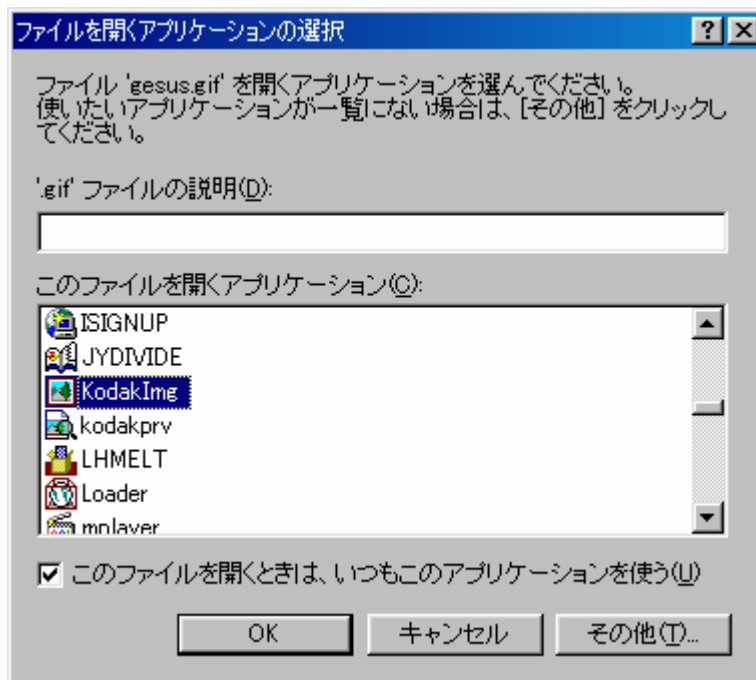 ファイルを開くアプリケーションの選択
ファイル 'gesus.gif' を開くアプリケーションを選んでください。
使いたいアプリケーションが一覧にない場合は、[その他] をクリックし
てください。
'.gif' ファイルの説明(D):
このファイルを開くアプリケーション(C):
ISIGNUP
JYDIVIDE
KodakImg
kodakprv
LHMELT
Loader
mplayer
このファイルを開くときは、いつもこのアプリケーションを使う(U)
OK キャンセル その他(T)...